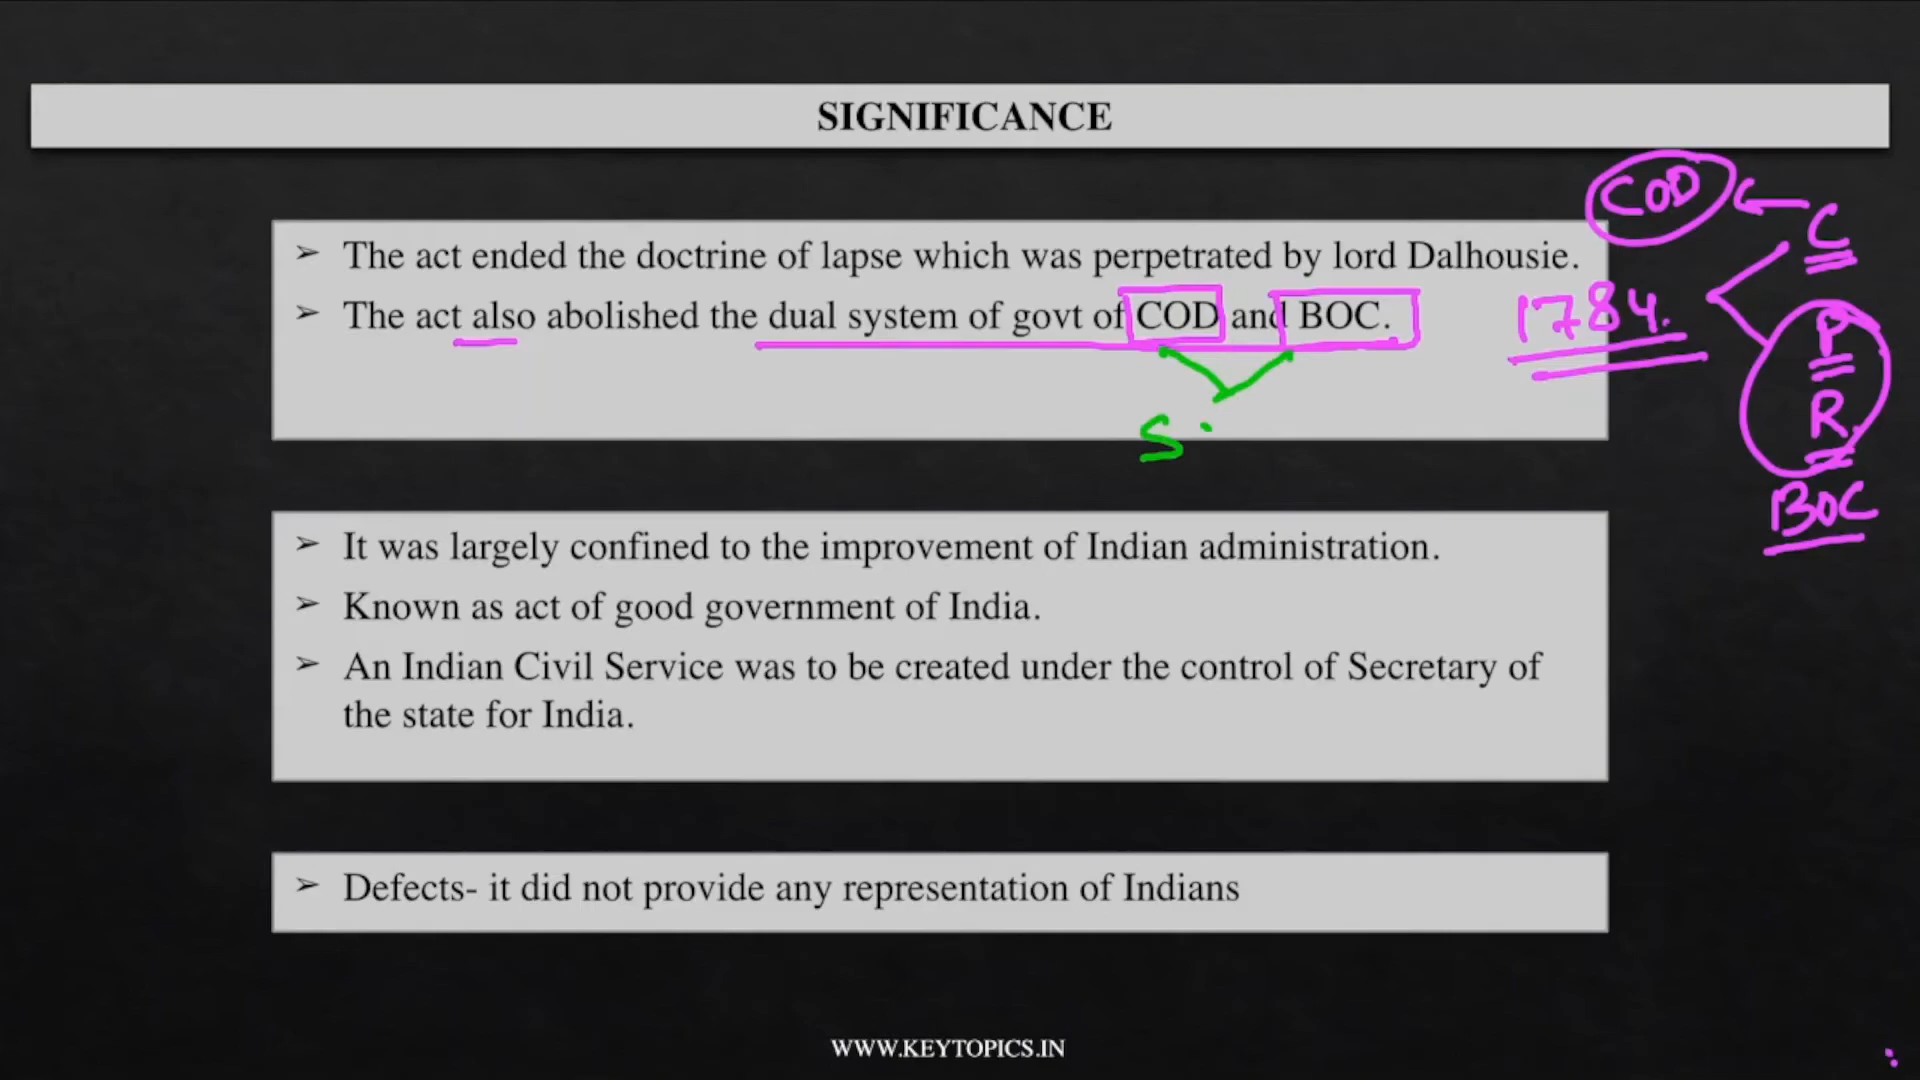 SIGNIFICANCE
➢ The act ended the doctrine of lapse which was perpetrated by lord Dalhousie.
➢ The act also abolished the dual system of govt of COD and BOC.
COD
C
1784.
P
R
BOC
S.
➢ It was largely confined to the improvement of Indian administration.
➢ Known as act of good government of India.
➢ An Indian Civil Service was to be created under the control of Secretary of
the state for India.
➢ Defects- it did not provide any representation of Indians
WWW.KEYTOPICS.IN